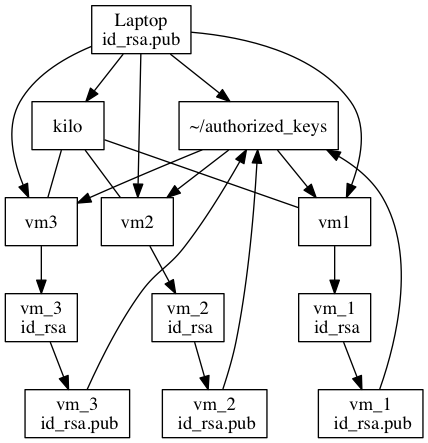 Laptop
id_rsa.pub
kilo
~/authorized_keys
vm3
vm2
vm1
vm_3
id_rsa
vm_2
id_rsa
vm_1
id_rsa
vm_3
id_rsa.pub
vm_2
id_rsa.pub
vm_1
id_rsa.pub